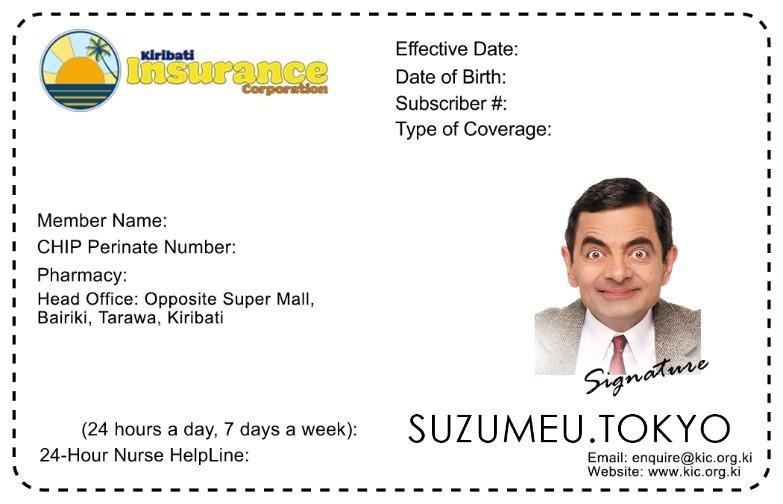 Kiribati
Insurance
Corporation
Effective Date:
Date of Birth:
Subscriber #:
Type of Coverage:
Member Name:
CHIP Perinate Number:
Pharmacy:
Head Office: Opposite Super Mall,
Bairiki, Tarawa, Kiribati
Signature
(24 hours a day, 7 days a week):
24-Hour Nurse HelpLine:
SUZUMEU.TOKYO
Email: enquire@kic.org.ki
Website: www.kic.org.ki